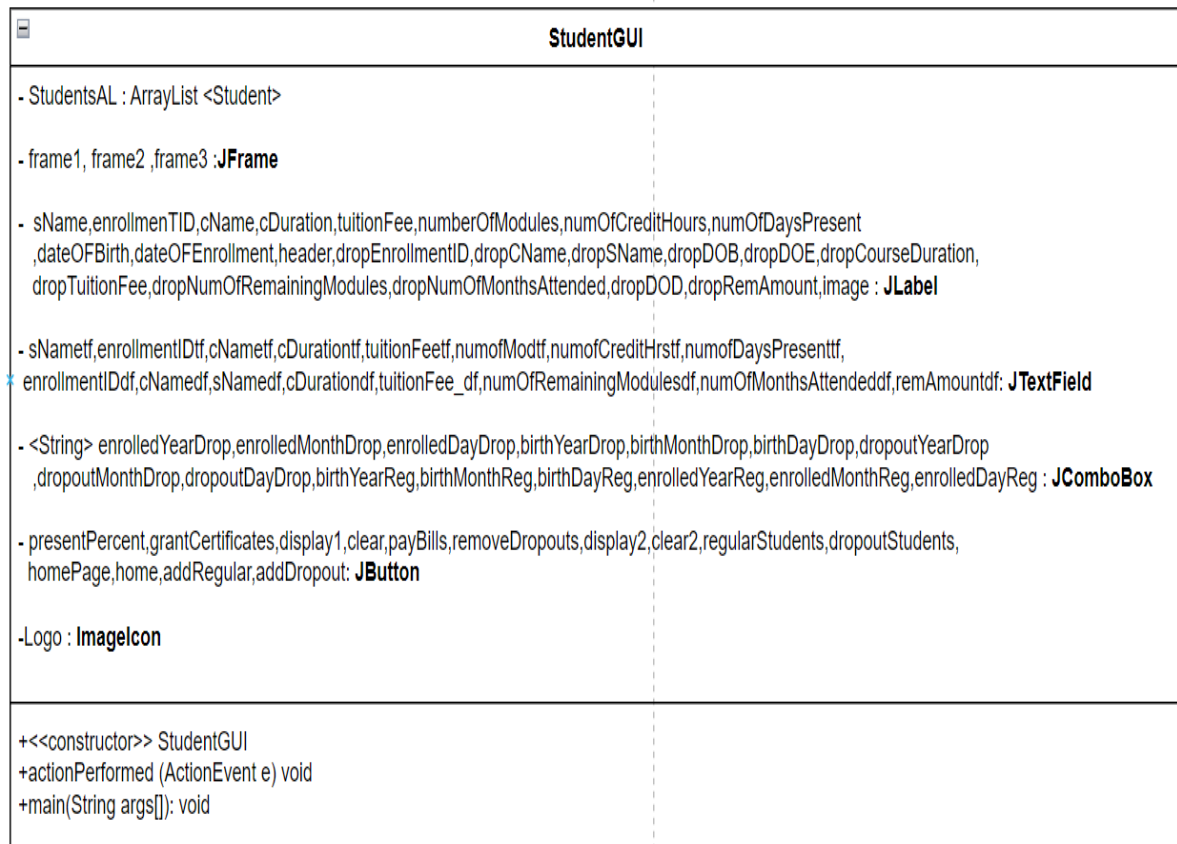 StudentGUI
- StudentsAL : ArrayList <Student>
- frame1, frame2 ,frame3 :JFrame
- sName,enrollmenTID,cName,cDuration,tuitionFee,numberOfModules,numOfCreditHours,numOfDaysPresent
,dateOFBirth,dateOFEnrollment,header,dropEnrollmentID,dropCName,dropSName,dropDOB,dropDOE,dropCourseDuration,
dropTuitionFee,dropNumOfRemainingModules,dropNumOfMonthsAttended,dropDOD,dropRemAmount,image : JLabel
- sNametf,enrollmentIDtf,cNametf,cDurationtf,tuitionFeetf,numofModtf,numofCreditHrstf,numofDaysPresenttf,
enrollmentIDdf,cNamedf,sNamedf,cDurationdf,tuitionFee_df,numOfRemainingModulesdf,numOfMonthsAttendeddf,remAmountdf: JTextField
- <String> enrolledYearDrop,enrolledMonthDrop,enrolledDayDrop,birthYearDrop,birthMonthDrop,birthDayDrop,dropoutYearDrop
,dropoutMonthDrop,dropoutDayDrop,birthYearReg,birthMonthReg,birthDayReg,enrolledYearReg,enrolledMonthReg,enrolledDayReg : JComboBox
- presentPercent,grantCertificates,display1,clear,payBills,removeDropouts,display2,clear2,regularStudents,dropoutStudents,
homePage,home,addRegular,addDropout: JButton
-Logo : ImageIcon
+<<constructor>> StudentGUI
+actionPerformed (ActionEvent e) void
+main(String args[]): void